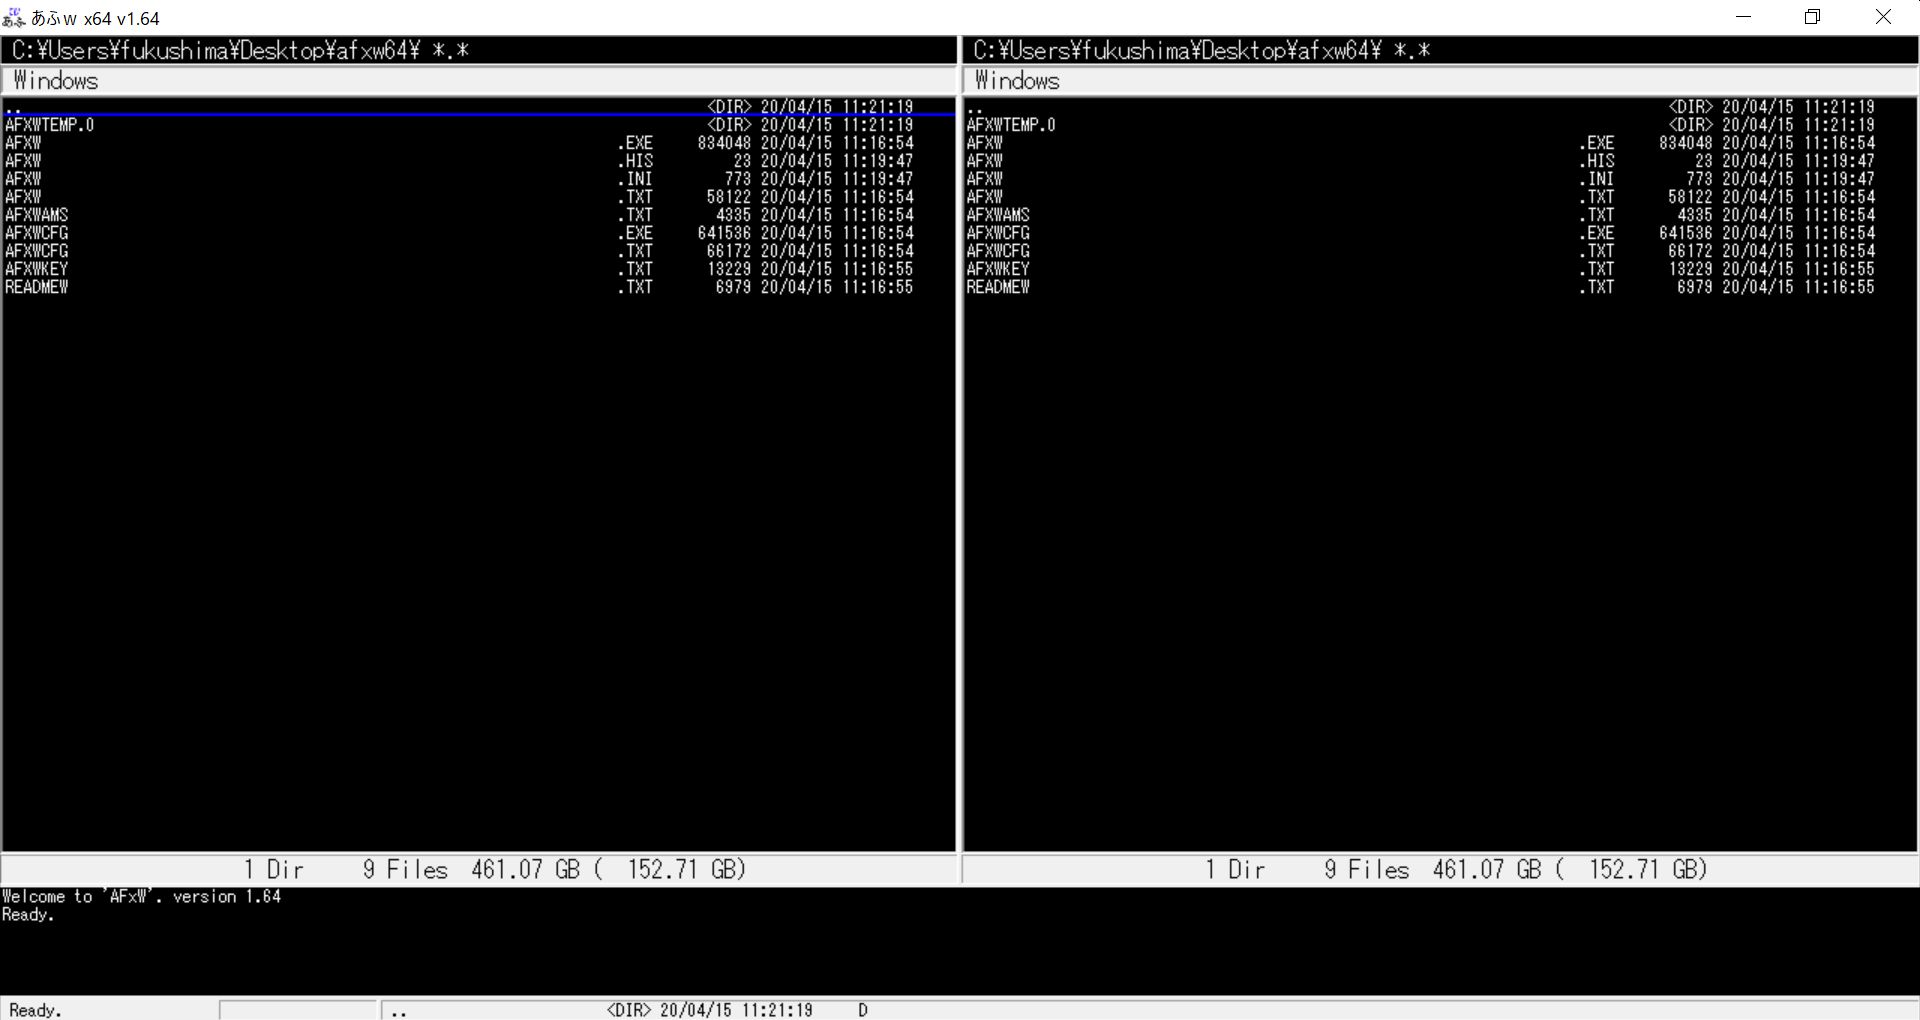 あふｗ x64 v1.64
C:¥Users¥fukushima¥Desktop¥afxw64¥ *.*
Windows
.. <DIR> 20/04/15 11:21:19
AFXWTEMP.0 <DIR> 20/04/15 11:21:19
AFXW .EXE 834048 20/04/15 11:16:54
AFXW .HIS 23 20/04/15 11:19:47
AFXW .INI 773 20/04/15 11:19:47
AFXW .TXT 58122 20/04/15 11:16:54
AFXWAMS .TXT 4335 20/04/15 11:16:54
AFXWCFG .EXE 641536 20/04/15 11:16:54
AFXWCFG .TXT 66172 20/04/15 11:16:54
AFXWKEY .TXT 13229 20/04/15 11:16:55
READMEW .TXT 6979 20/04/15 11:16:55
1 Dir 9 Files 461.07 GB ( 152.71 GB)
C:¥Users¥fukushima¥Desktop¥afxw64¥ *.*
Windows
.. <DIR> 20/04/15 11:21:19
AFXWTEMP.0 <DIR> 20/04/15 11:21:19
AFXW .EXE 834048 20/04/15 11:16:54
AFXW .HIS 23 20/04/15 11:19:47
AFXW .INI 773 20/04/15 11:19:47
AFXW .TXT 58122 20/04/15 11:16:54
AFXWAMS .TXT 4335 20/04/15 11:16:54
AFXWCFG .EXE 641536 20/04/15 11:16:54
AFXWCFG .TXT 66172 20/04/15 11:16:54
AFXWKEY .TXT 13229 20/04/15 11:16:55
READMEW .TXT 6979 20/04/15 11:16:55
1 Dir 9 Files 461.07 GB ( 152.71 GB)
Welcome to 'AFxW'. version 1.64
Ready.
Ready. .. <DIR> 20/04/15 11:21:19 D